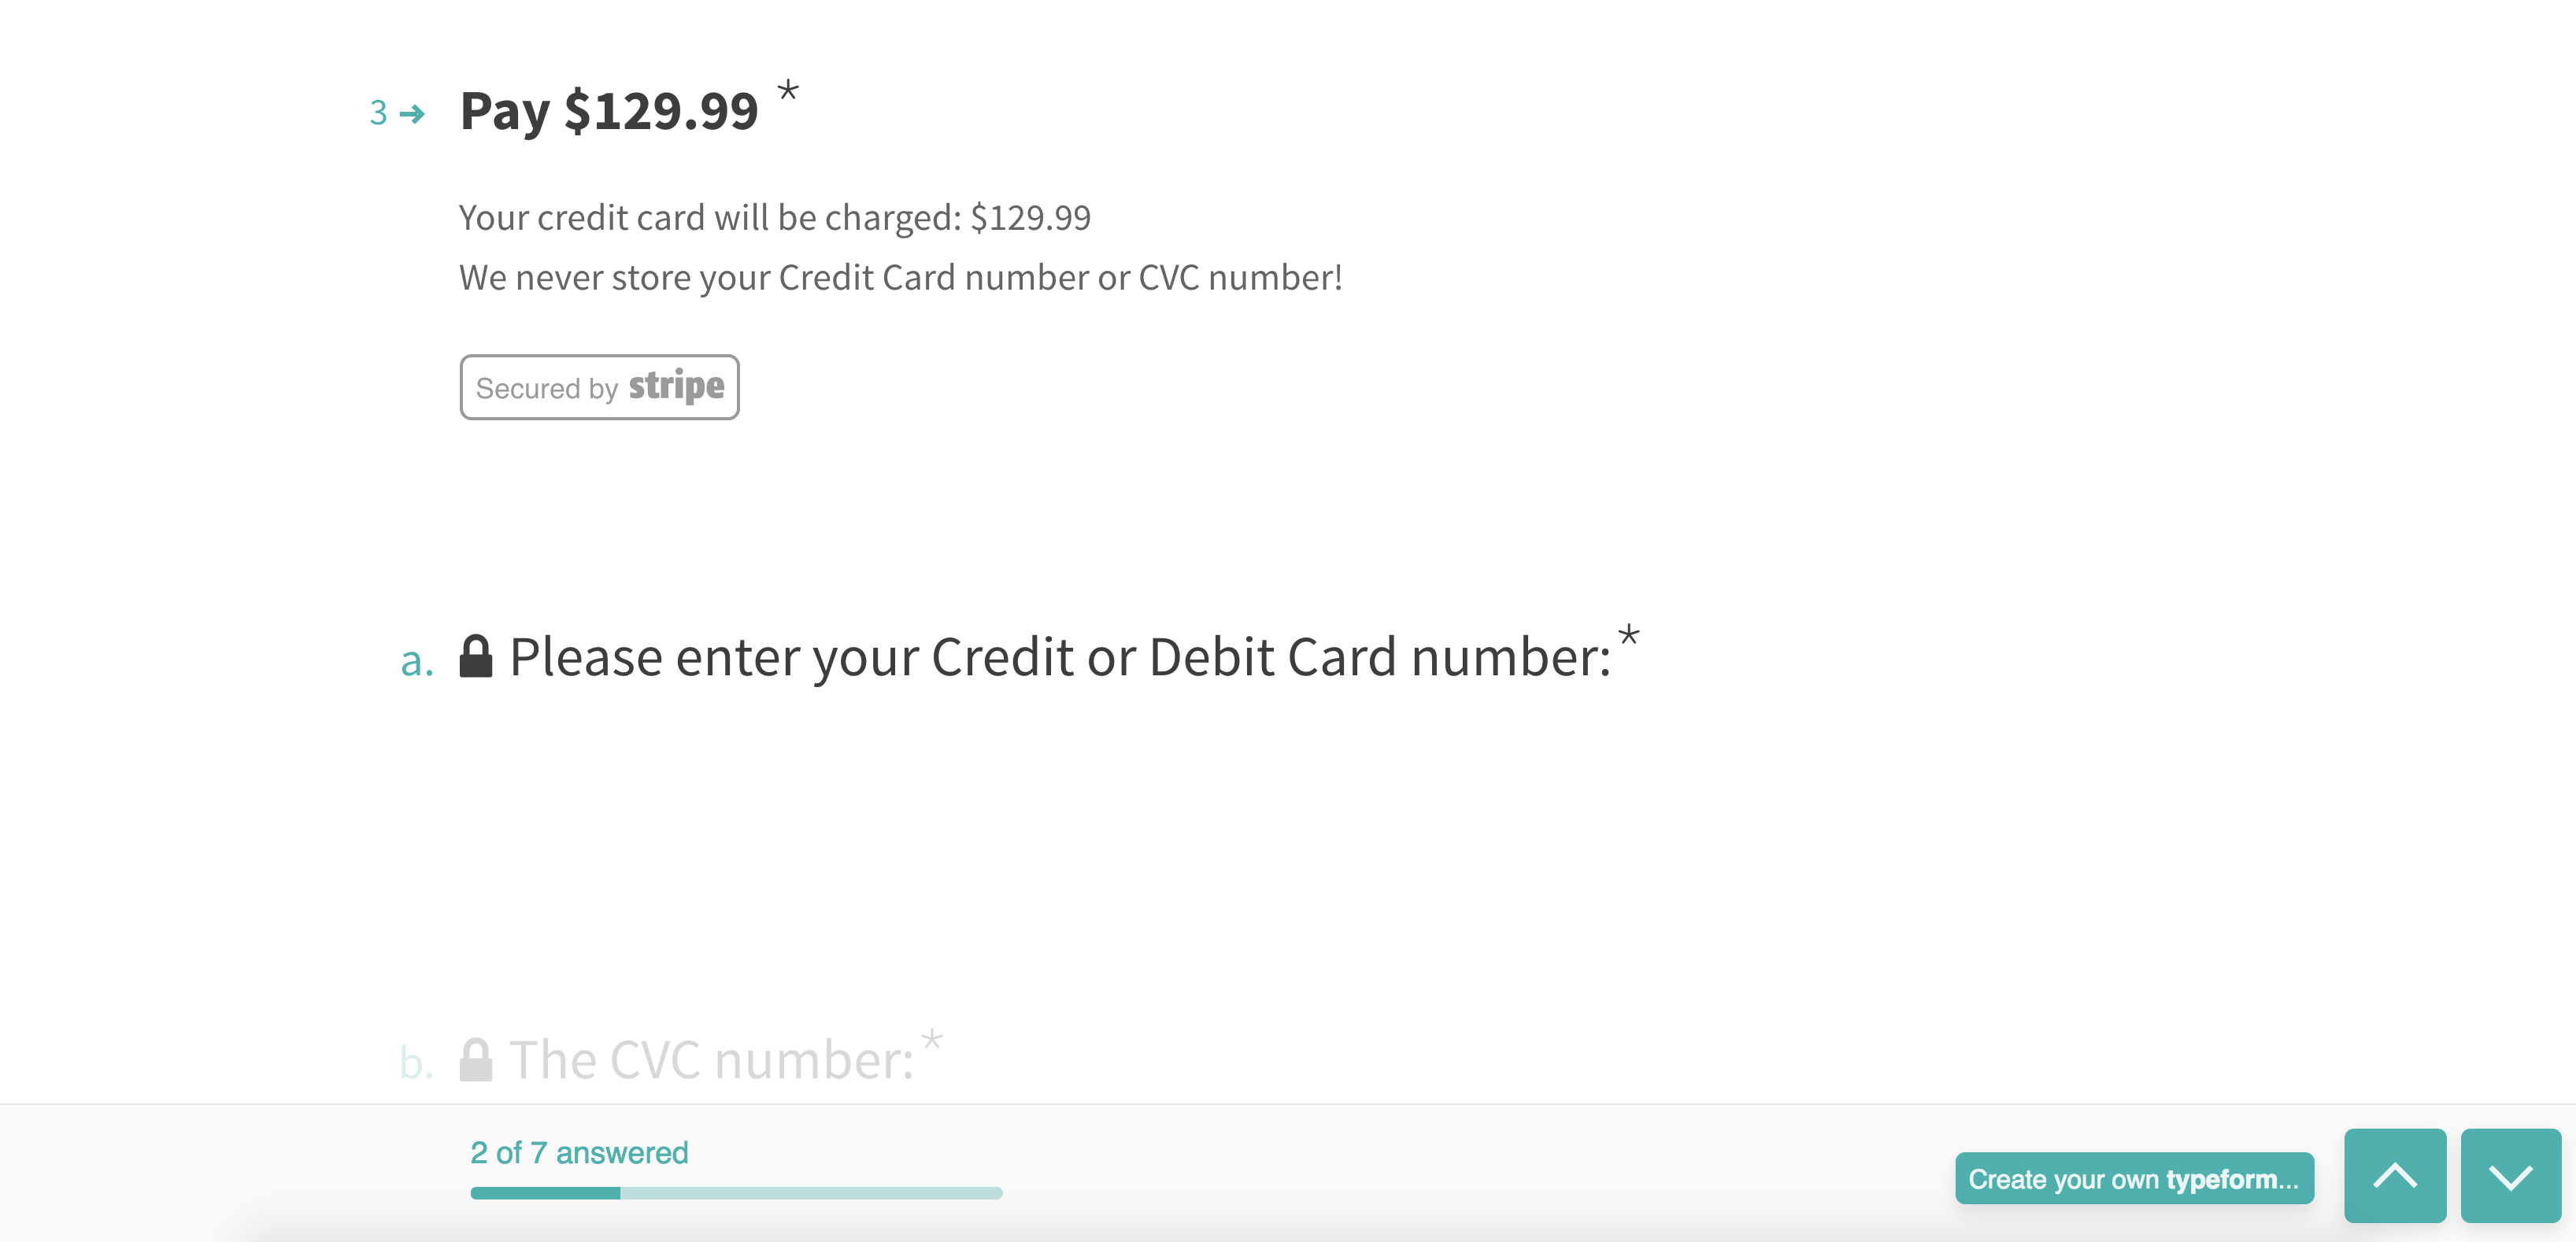 3 → Pay $129.99 *
Your credit card will be charged: $129.99
We never store your Credit Card number or CVC number!
Secured by stripe
a. Please enter your Credit or Debit Card number:*
b. The CVC number:*
2 of 7 answered
Create your own typeform...